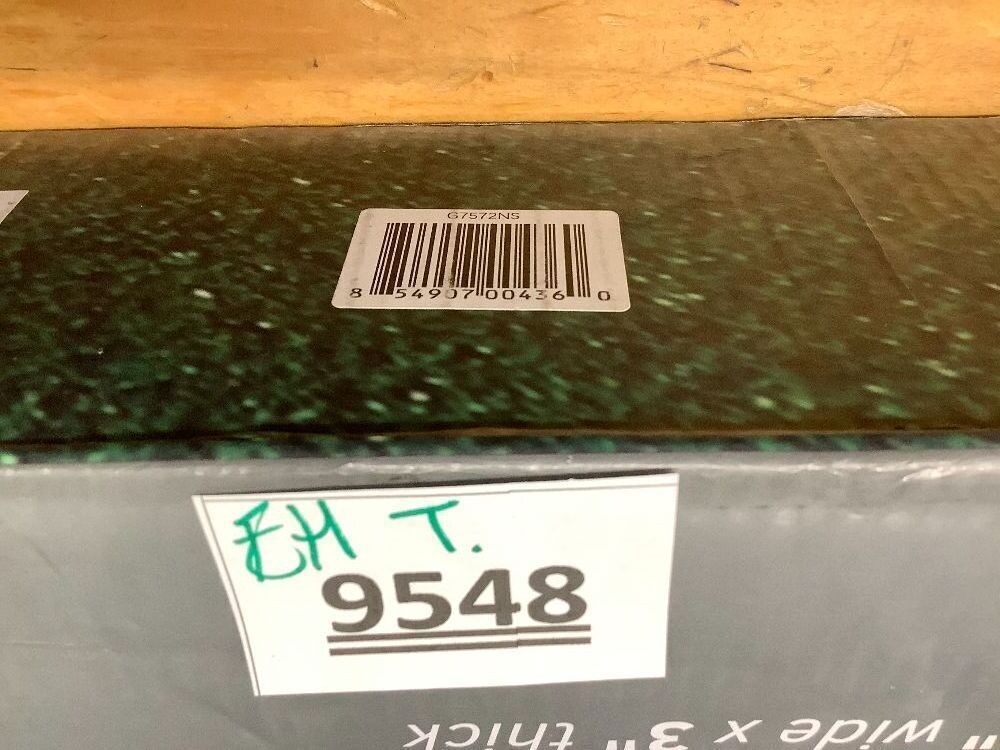 G7572NS
8 54907 00436 0
EH T.
9548
" wide x 3" thick